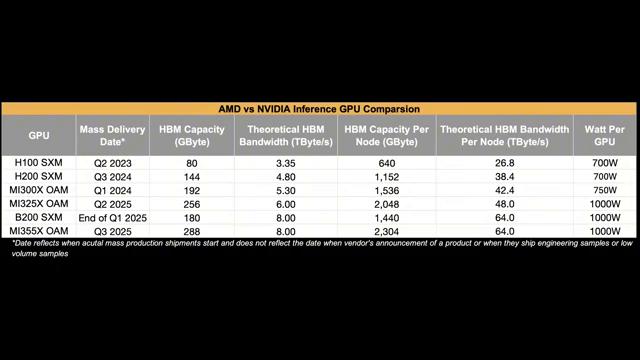 AMD vs NVIDIA Inference GPU Comparsion
GPU Mass Delivery Date* HBM Capacity (GByte) Theoretical HBM Bandwidth (TByte/s) HBM Capacity Per Node (GByte) Theoretical HBM Bandwidth Per Node (TByte/s) Watt Per GPU
H100 SXM Q2 2023 80 3.35 640 26.8 700W
H200 SXM Q3 2024 144 4.80 1,152 38.4 700W
MI300X OAM Q1 2024 192 5.30 1,536 42.4 750W
MI325X OAM Q2 2025 256 6.00 2,048 48.0 1000W
B200 SXM End of Q1 2025 180 8.00 1,440 64.0 1000W
MI355X OAM Q3 2025 288 8.00 2,304 64.0 1000W
*Date reflects when acutal mass production shipments start and does not reflect the date when vendor's announcement of a product or when they ship engineering samples or low
volume samples